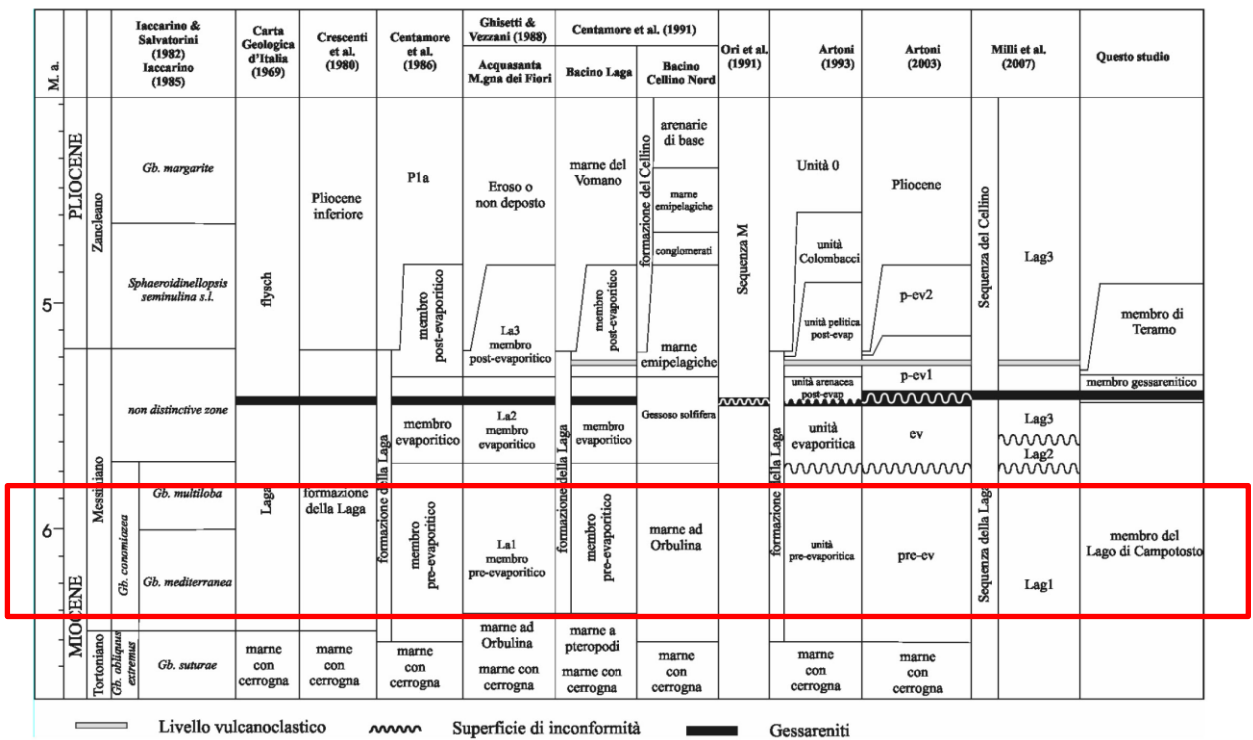 M. a.
Iaccarino &
Salvatorini
(1982)
Iaccarino
(1985)
Carta
Geologica
d'Italia
(1969)
Crescenti
et al.
(1980)
Centamore
et al.
(1986)
Ghisetti &
Vezzani (1988)
Acquasanta
M.gna dei Fiori
Centamore et al. (1991)
Bacino Laga
Bacino
Cellino Nord
Ori et al.
(1991)
Artoni
(1993)
Artoni
(2003)
Milli et al.
(2007)
Questo studio
5
6
PLIOCENE
MIOCENE
Zancleano
Messiniano
Tortoniano
Gb. margarite
Sphaeroidinellopsis
seminulina s.l.
non distinctive zone
Gb. conomiozea
Gb. multiloba
Gb. mediterranea
Gb. obliquus
extremus
Gb. suturae
flysch
Laga
marne
con
cerrogna
Pliocene
inferiore
formazione
della Laga
marne
con
cerrogna
P1a
membro
post-evaporitico
formazione della Laga
membro
evaporitico
membro
pre-evaporitico
marne
con
cerrogna
Eroso o
non deposto
La3
membro
post-evaporitico
La2
membro
evaporitico
La1
membro
pre-evaporitico
marne ad
Orbulina
marne con
cerrogna
marne del
Vomano
membro
post-evaporitico
formazione della Laga
membro
evaporitico
membro
pre-evaporitico
marne a
pteropodi
marne con
cerrogna
formazione del Cellino
arenarie
di base
marne
emipelagiche
conglomerati
marne
emipelagiche
Gessoso solfifera
marne ad
Orbulina
marne
con
cerrogna
Sequenza M
Unità 0
unità
Colombacci
unità pelitica
post-evap
unità arenacea
post-evap
formazione della Laga
unità
evaporitica
unità
pre-evaporitica
marne
con
cerrogna
Pliocene
p-ev2
p-ev1
ev
pre-ev
marne
con
cerrogna
Sequenza del Cellino
Sequenza della Laga
Lag3
Lag3
Lag2
Lag1
membro di
Teramo
membro gessarenitico
membro del
Lago di Campotosto
Livello vulcanoclastico
Superficie di inconformità
Gessareniti